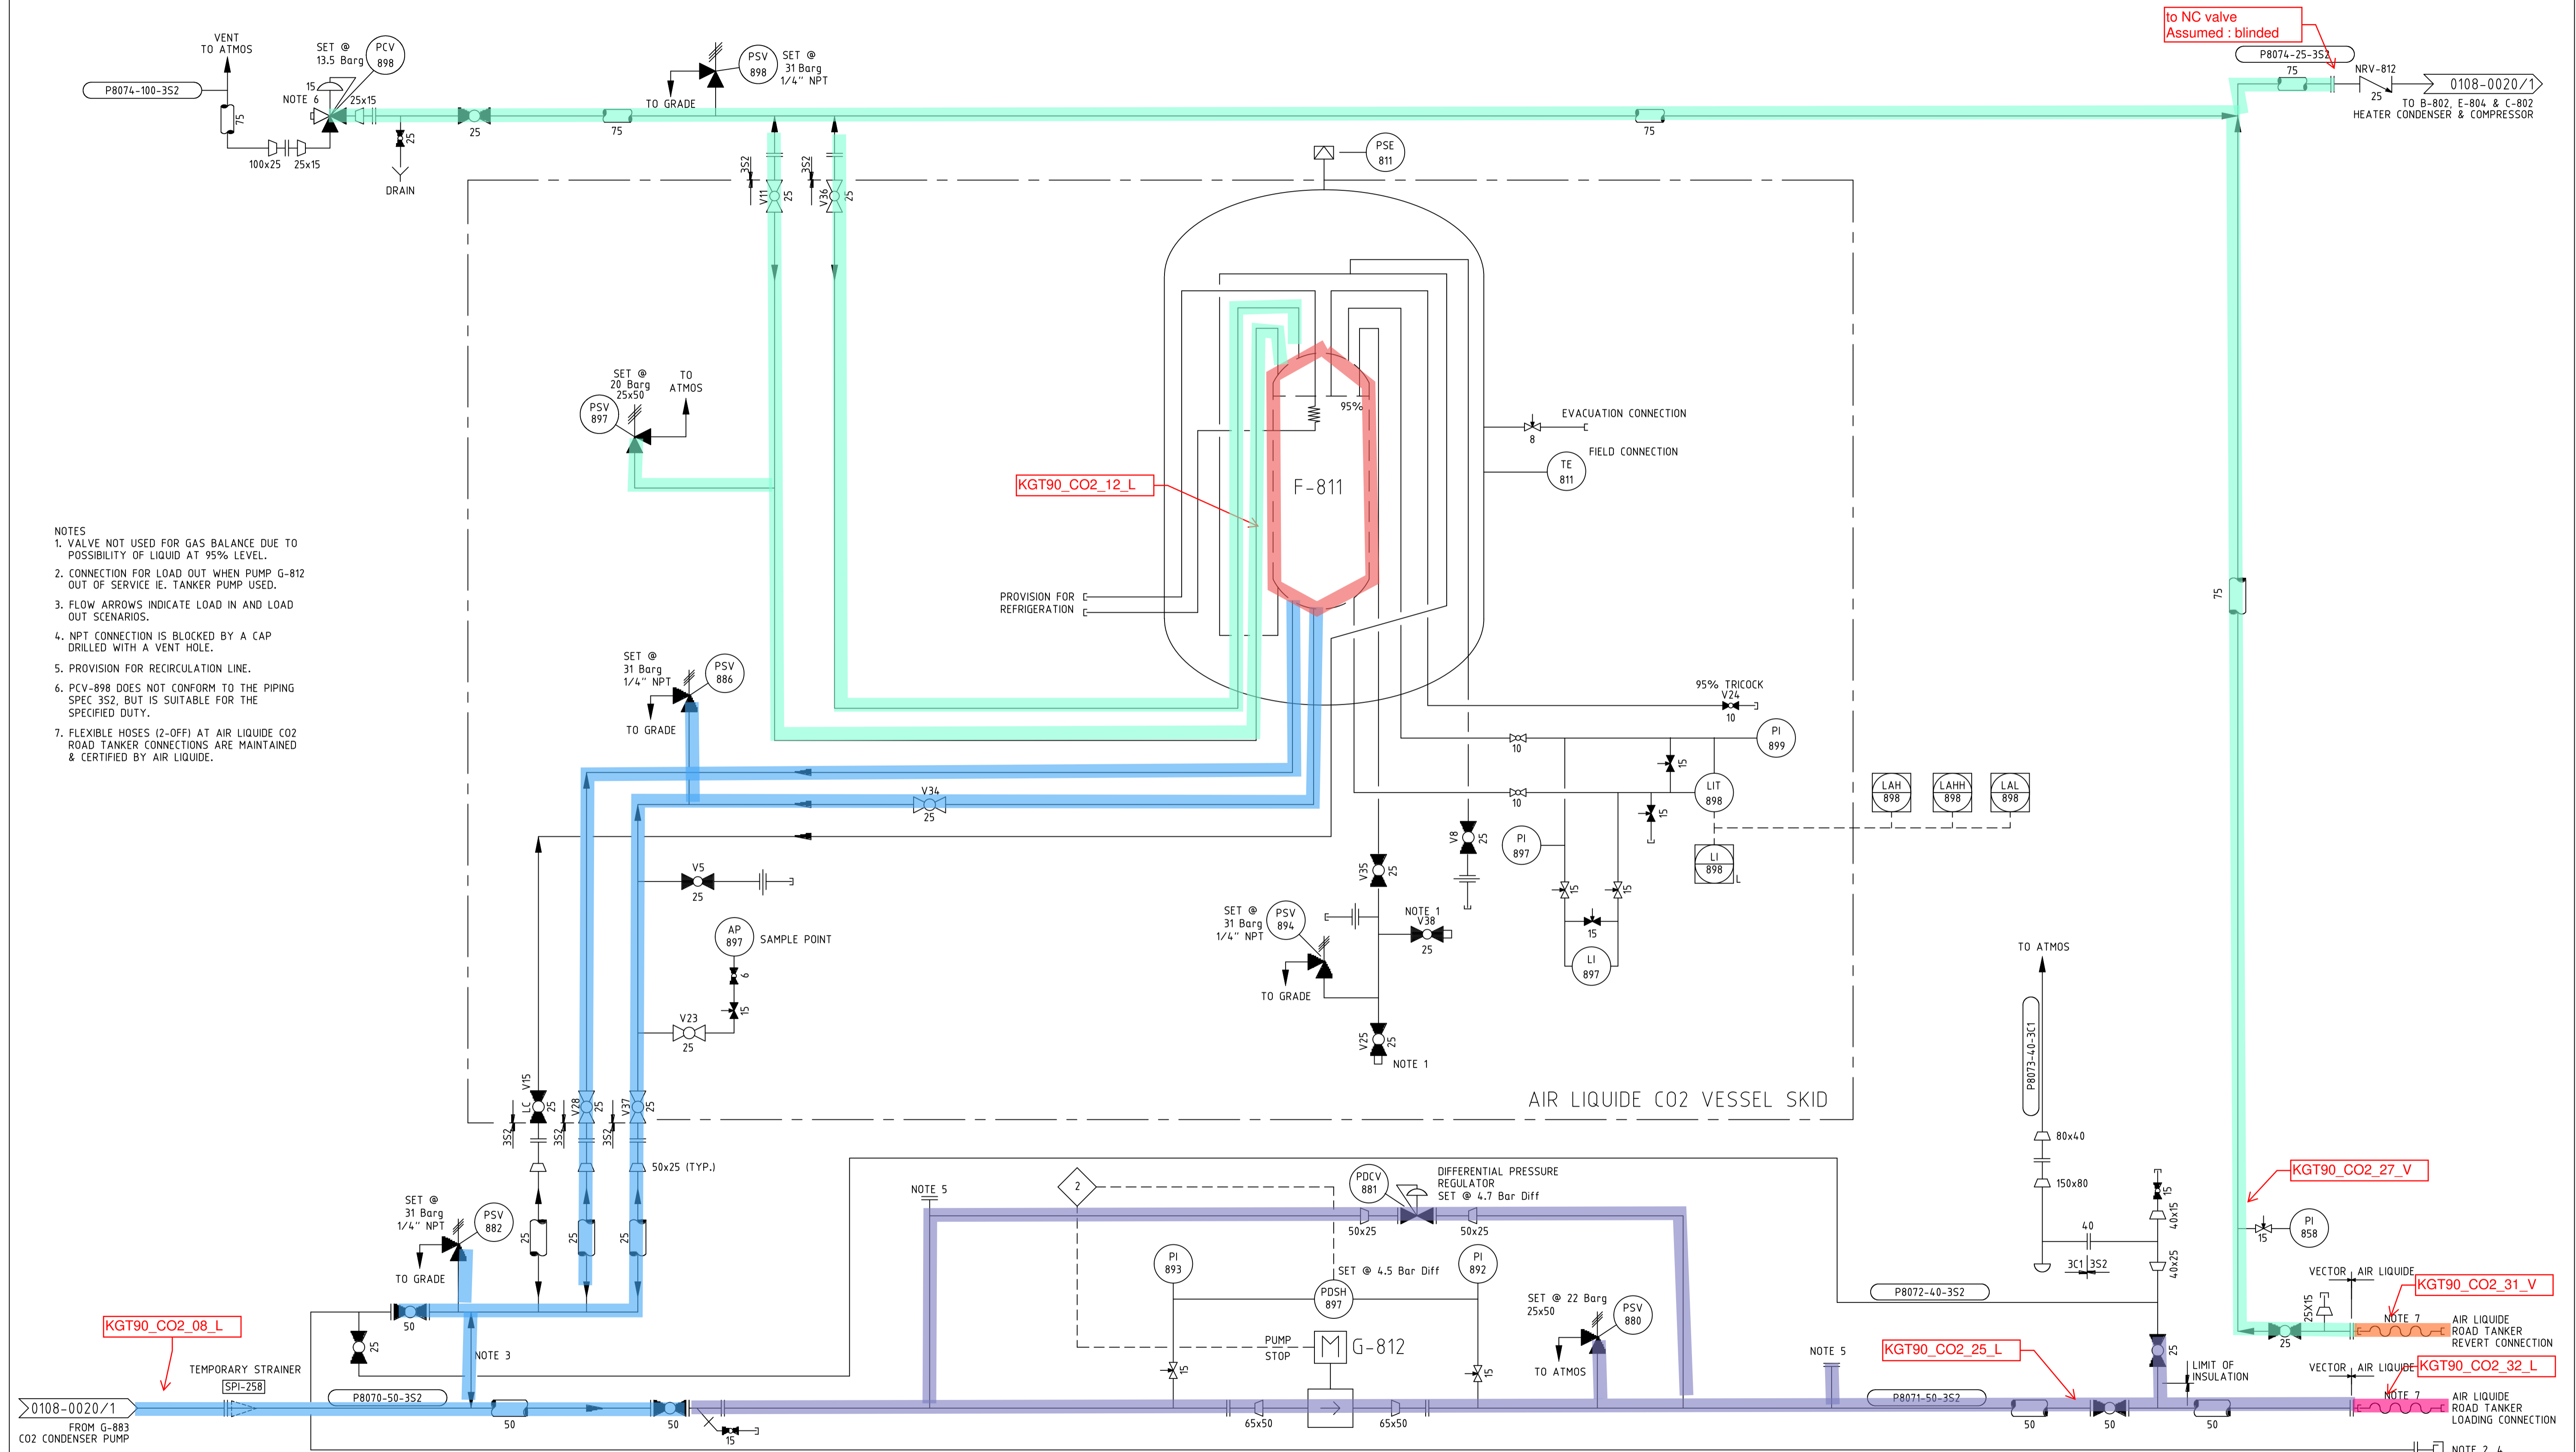 to NC valve
Assumed : blinded
VENT
TO ATMOS
P8074-100-3S2
SET @
13.5 Barg
PCV
898
15
NOTE 6
25x15
75
100x25
25x15
25
DRAIN
25
75
PSV
898
SET @
31 Barg
1/4" NPT
TO GRADE
75
P8074-25-3S2
75
NRV-812
25
0108-0020/1
TO B-802, E-804 & C-802
HEATER CONDENSER & COMPRESSOR
3S2
V11
25
3S2
V36
25
PSE
811
SET @
20 Barg
25x50
PSV
897
TO
ATMOS
95%
F-811
KGT90_CO2_12_L
EVACUATION CONNECTION
8
FIELD CONNECTION
TE
811
NOTES
1. VALVE NOT USED FOR GAS BALANCE DUE TO
POSSIBILITY OF LIQUID AT 95% LEVEL.
2. CONNECTION FOR LOAD OUT WHEN PUMP G-812
OUT OF SERVICE IE. TANKER PUMP USED.
3. FLOW ARROWS INDICATE LOAD IN AND LOAD
OUT SCENARIOS.
4. NPT CONNECTION IS BLOCKED BY A CAP
DRILLED WITH A VENT HOLE.
5. PROVISION FOR RECIRCULATION LINE.
6. PCV-898 DOES NOT CONFORM TO THE PIPING
SPEC 3S2, BUT IS SUITABLE FOR THE
SPECIFIED DUTY.
7. FLEXIBLE HOSES (2-OFF) AT AIR LIQUIDE CO2
ROAD TANKER CONNECTIONS ARE MAINTAINED
& CERTIFIED BY AIR LIQUIDE.
PROVISION FOR
REFRIGERATION
75
SET @
31 Barg
1/4" NPT
PSV
886
TO GRADE
95% TRICOCK
V24
10
PI
899
10
15
V34
25
10
LIT
898
15
LAH
898
LAHH
898
LAL
898
PI
897
LI
898
L
V8
25
V35
25
15
15
15
LI
897
V5
25
AP
897
SAMPLE POINT
6
15
V23
25
SET @
31 Barg
1/4" NPT
PSV
894
TO GRADE
NOTE 1
V38
25
V25
25
NOTE 1
TO ATMOS
P8073-40-3C1
AIR LIQUIDE CO2 VESSEL SKID
LC
V15
25
V28
25
V37
25
3S2
3S2
3S2
50x25 (TYP.)
80x40
150x80
40
3C1
3S2
15
40x15
40x25
KGT90_CO2_27_V
15
PI
858
SET @
31 Barg
1/4" NPT
PSV
882
TO GRADE
25
25
25
NOTE 5
2
PDCV
881
DIFFERENTIAL PRESSURE
REGULATOR
SET @ 4.7 Bar Diff
50x25
50x25
PI
893
SET @ 4.5 Bar Diff
PI
892
PDSH
897
SET @ 22 Barg
25x50
PSV
880
TO ATMOS
PUMP
STOP
M
G-812
15
15
P8072-40-3S2
VECTOR
AIR LIQUIDE
KGT90_CO2_31_V
25X15
NOTE 7
25
AIR LIQUIDE
ROAD TANKER
REVERT CONNECTION
KGT90_CO2_08_L
50
25
NOTE 3
NOTE 5
KGT90_CO2_25_L
25
LIMIT OF
INSULATION
VECTOR
AIR LIQUIDE
KGT90_CO2_32_L
TEMPORARY STRAINER
SPI-258
P8070-50-3S2
0108-0020/1
FROM G-883
CO2 CONDENSER PUMP
50
50
15
65x50
65x50
P8071-50-3S2
50
50
50
NOTE 7
AIR LIQUIDE
ROAD TANKER
LOADING CONNECTION
NOTE 2, 4